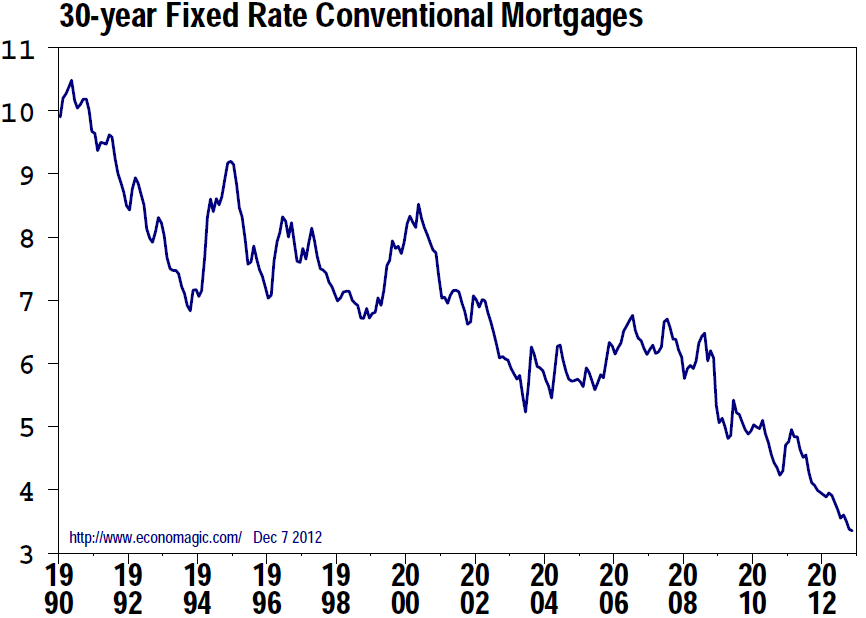 30-year Fixed Rate Conventional Mortgages
11
10
9
8
7
6
5
4
3
http://www.economagic.com/ Dec 7 2012
19 19 19 19 19 20 20 20 20 20 20 20
90 92 94 96 98 00 02 04 06 08 10 12